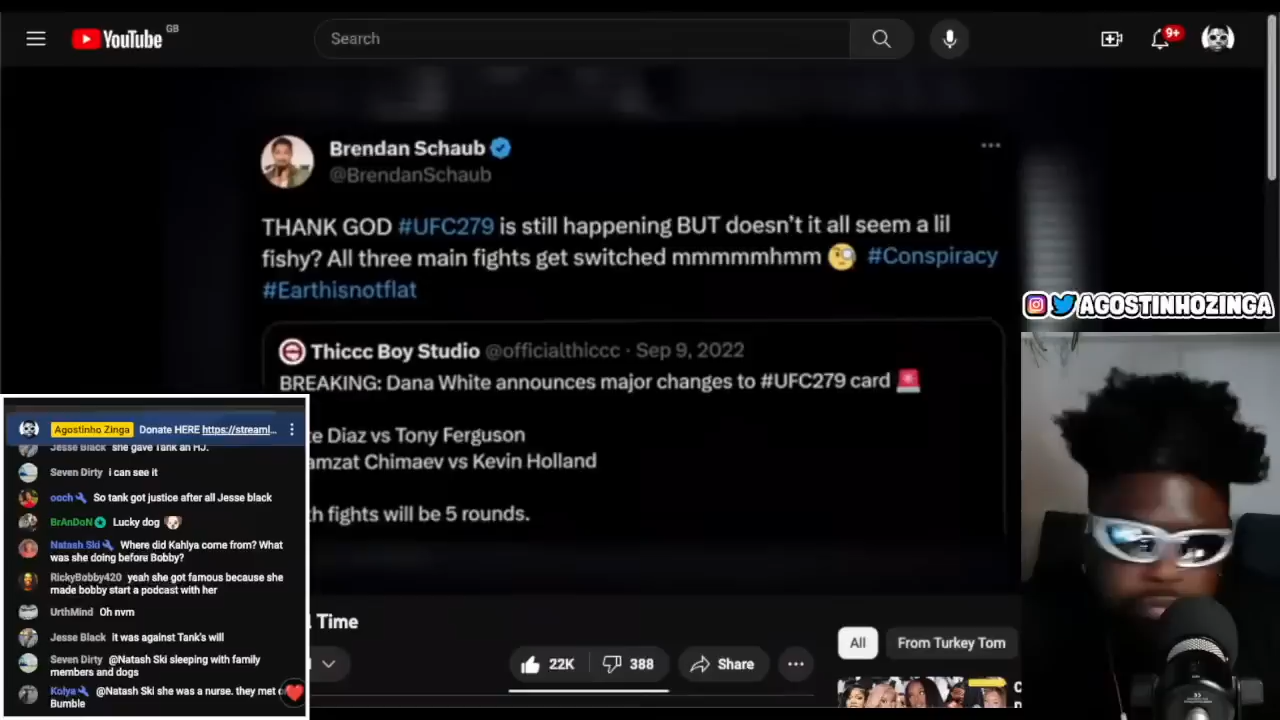 YouTube GB
Search
9+
Brendan Schaub
@BrendanSchaub
THANK GOD #UFC279 is still happening BUT doesn't it all seem a lil
fishy? All three main fights get switched mmmmmhmm 🧐 #Conspiracy
#Earthisnotflat
Thiccc Boy Studio @officialthiccc · Sep 9, 2022
BREAKING: Dana White announces major changes to #UFC279 card 🚨
Diaz vs Tony Ferguson
Chimaev vs Kevin Holland
fights will be 5 rounds.
AGOSTINHOZINGA
Agostinho Zinga Donate HERE https://streaml...
Jesse Black she gave Tank an HJ.
Seven Dirty i can see it
ooch So tank got justice after all Jesse black
BrAnDoN Lucky dog 🐶
Natash Ski Where did Kahlya come from? What
was she doing before Bobby?
RickyBobby420 yeah she got famous because she
made bobby start a podcast with her
UrthMind Oh nvm
Jesse Black it was against Tank's will
Seven Dirty @Natash Ski sleeping with family
members and dogs
Kolya @Natash Ski she was a nurse. they met
Bumble
Time
22K
388
Share
All
From Turkey Tom